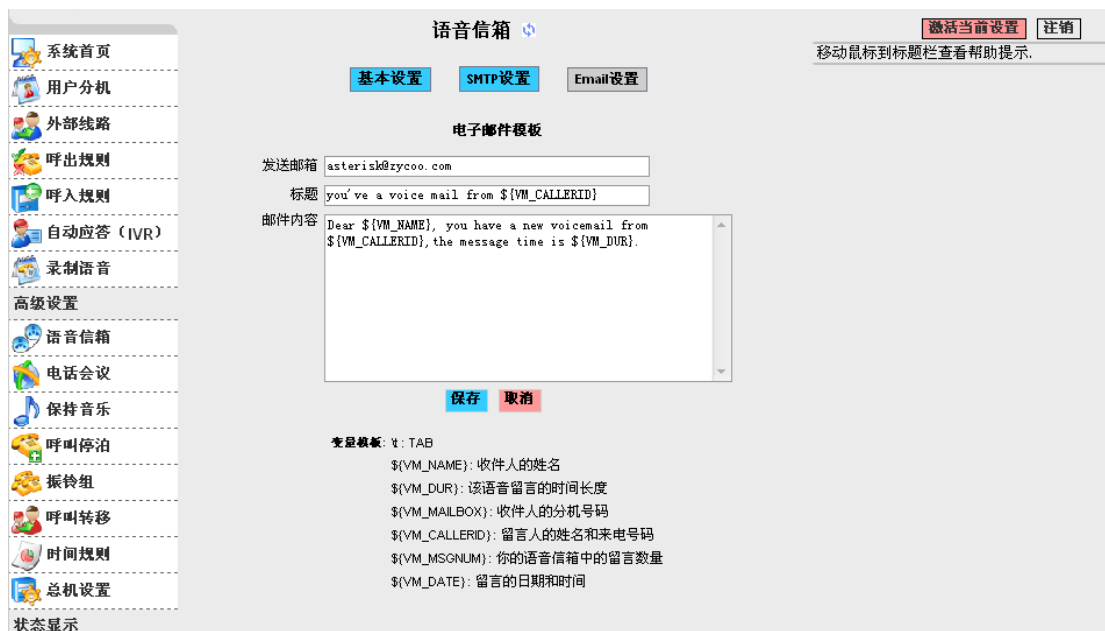 语音信箱
激活当前设置 注销
移动鼠标到标题栏查看帮助提示.
系统首页
用户分机
外部线路
呼出规则
呼入规则
自动应答（IVR）
录制语音
高级设置
语音信箱
电话会议
保持音乐
呼叫停泊
振铃组
呼叫转移
时间规则
总机设置
状态显示
基本设置 SMTP设置 Email设置
电子邮件模板
发送邮箱 asterisk@zycoo.com
标题 you've a voice mail from ${VM_CALLERID}
邮件内容 Dear ${VM_NAME}, you have a new voicemail from
${VM_CALLERID},the message time is ${VM_DUR}.
保存 取消
变量模板: \t: TAB
${VM_NAME}: 收件人的姓名
${VM_DUR}: 该语音留言的时间长度
${VM_MAILBOX}: 收件人的分机号码
${VM_CALLERID}: 留言人的姓名和来电号码
${VM_MSGNUM}: 你的语音信箱中的留言数量
${VM_DATE}: 留言的日期和时间